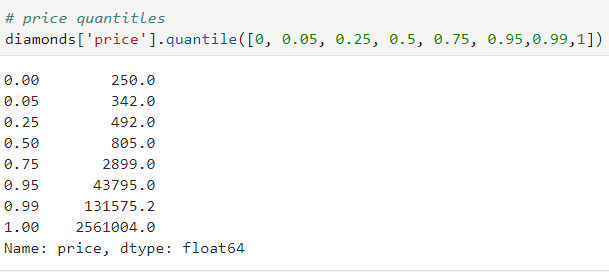 # price quantitles
diamonds['price'].quantile([0, 0.05, 0.25, 0.5, 0.75, 0.95,0.99,1])
0.00 250.0
0.05 342.0
0.25 492.0
0.50 805.0
0.75 2899.0
0.95 43795.0
0.99 131575.2
1.00 2561004.0
Name: price, dtype: float64